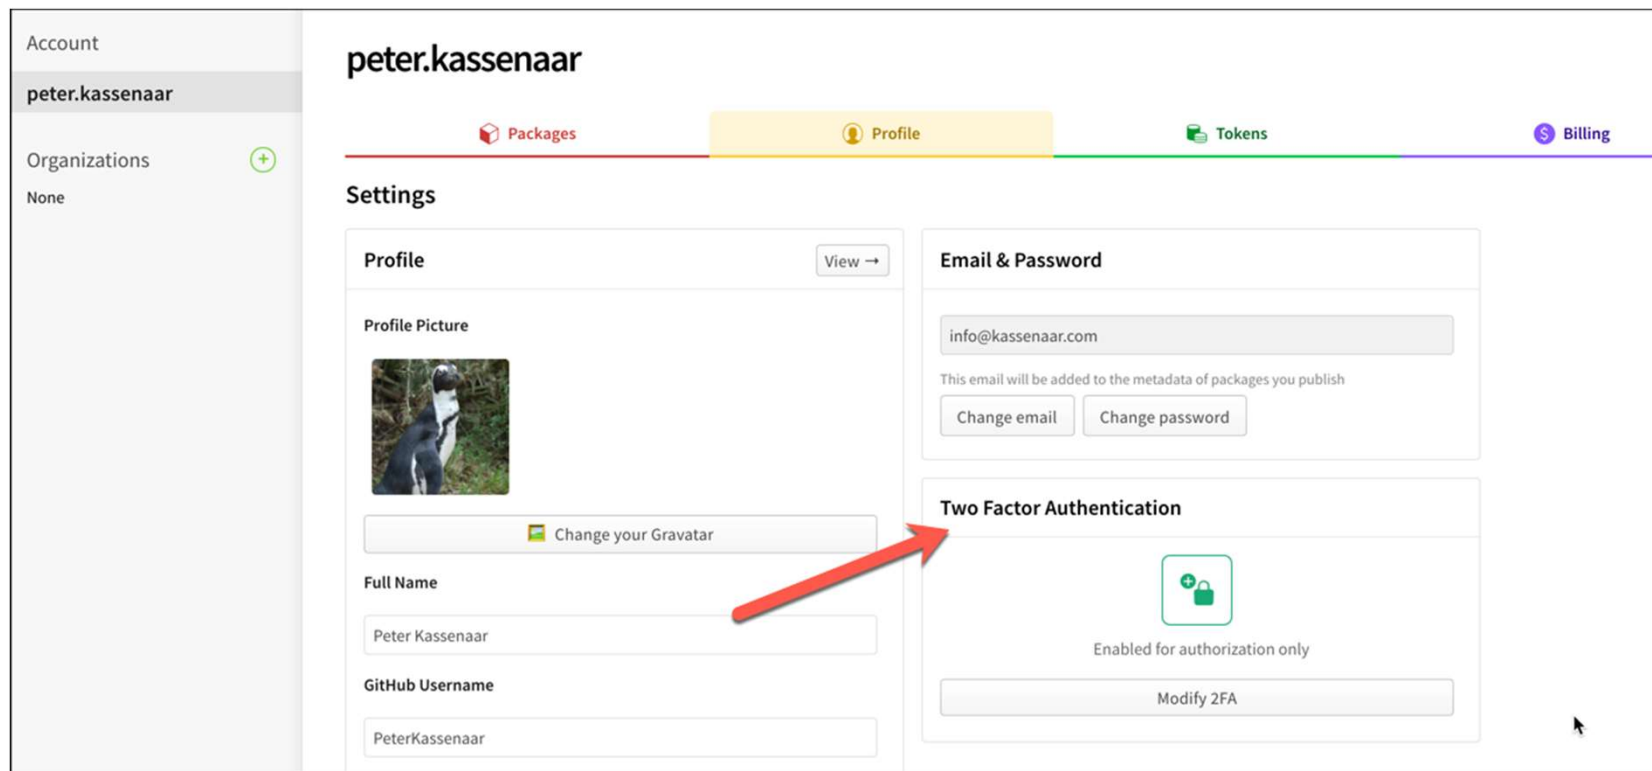 Account
peter.kassenaar
Organizations
None
peter.kassenaar
Packages
Profile
Tokens
$ Billing
Settings
Profile
View →
Profile Picture
Change your Gravatar
Full Name
Peter Kassenaar
GitHub Username
PeterKassenaar
Email & Password
info@kassenaar.com
This email will be added to the metadata of packages you publish
Change email
Change password
Two Factor Authentication
Enabled for authorization only
Modify 2FA